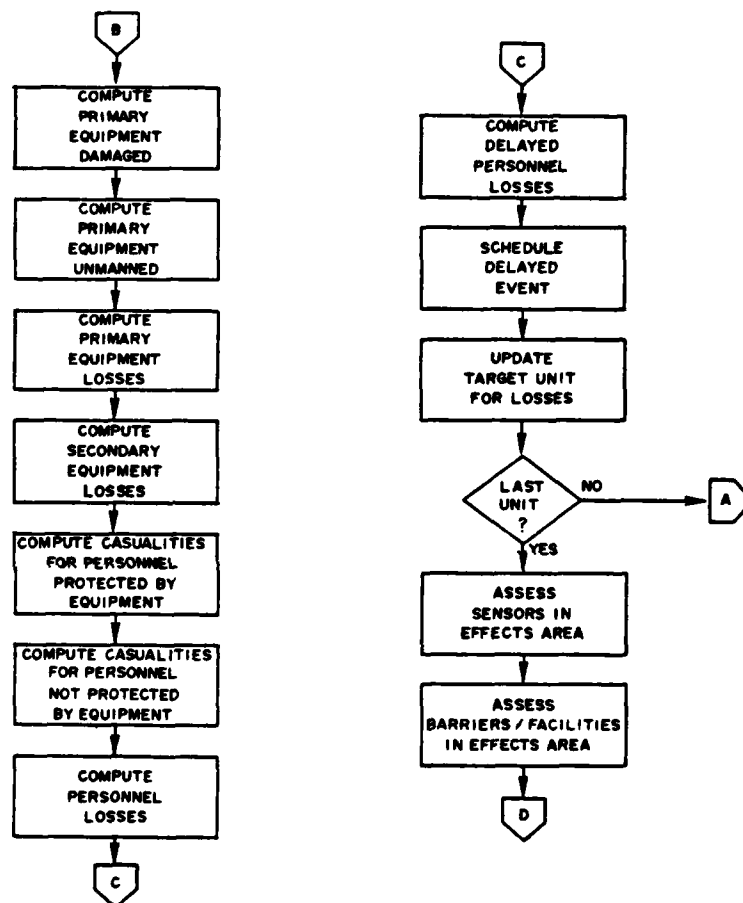 B
COMPUTE
PRIMARY
EQUIPMENT
DAMAGED
COMPUTE
PRIMARY
EQUIPMENT
UNMANNED
COMPUTE
PRIMARY
EQUIPMENT
LOSSES
COMPUTE
SECONDARY
EQUIPMENT
LOSSES
COMPUTE CASUALITIES
FOR PERSONNEL
PROTECTED BY
EQUIPMENT
COMPUTE CASUALITIES
FOR PERSONNEL
NOT PROTECTED
BY EQUIPMENT
COMPUTE
PERSONNEL
LOSSES
C
C
COMPUTE
DELAYED
PERSONNEL
LOSSES
SCHEDULE
DELAYED
EVENT
UPDATE
TARGET UNIT
FOR LOSSES
LAST
UNIT
?
NO
A
YES
ASSESS
SENSORS IN
EFFECTS AREA
ASSESS
BARRIERS / FACILITIES
IN EFFECTS AREA
D